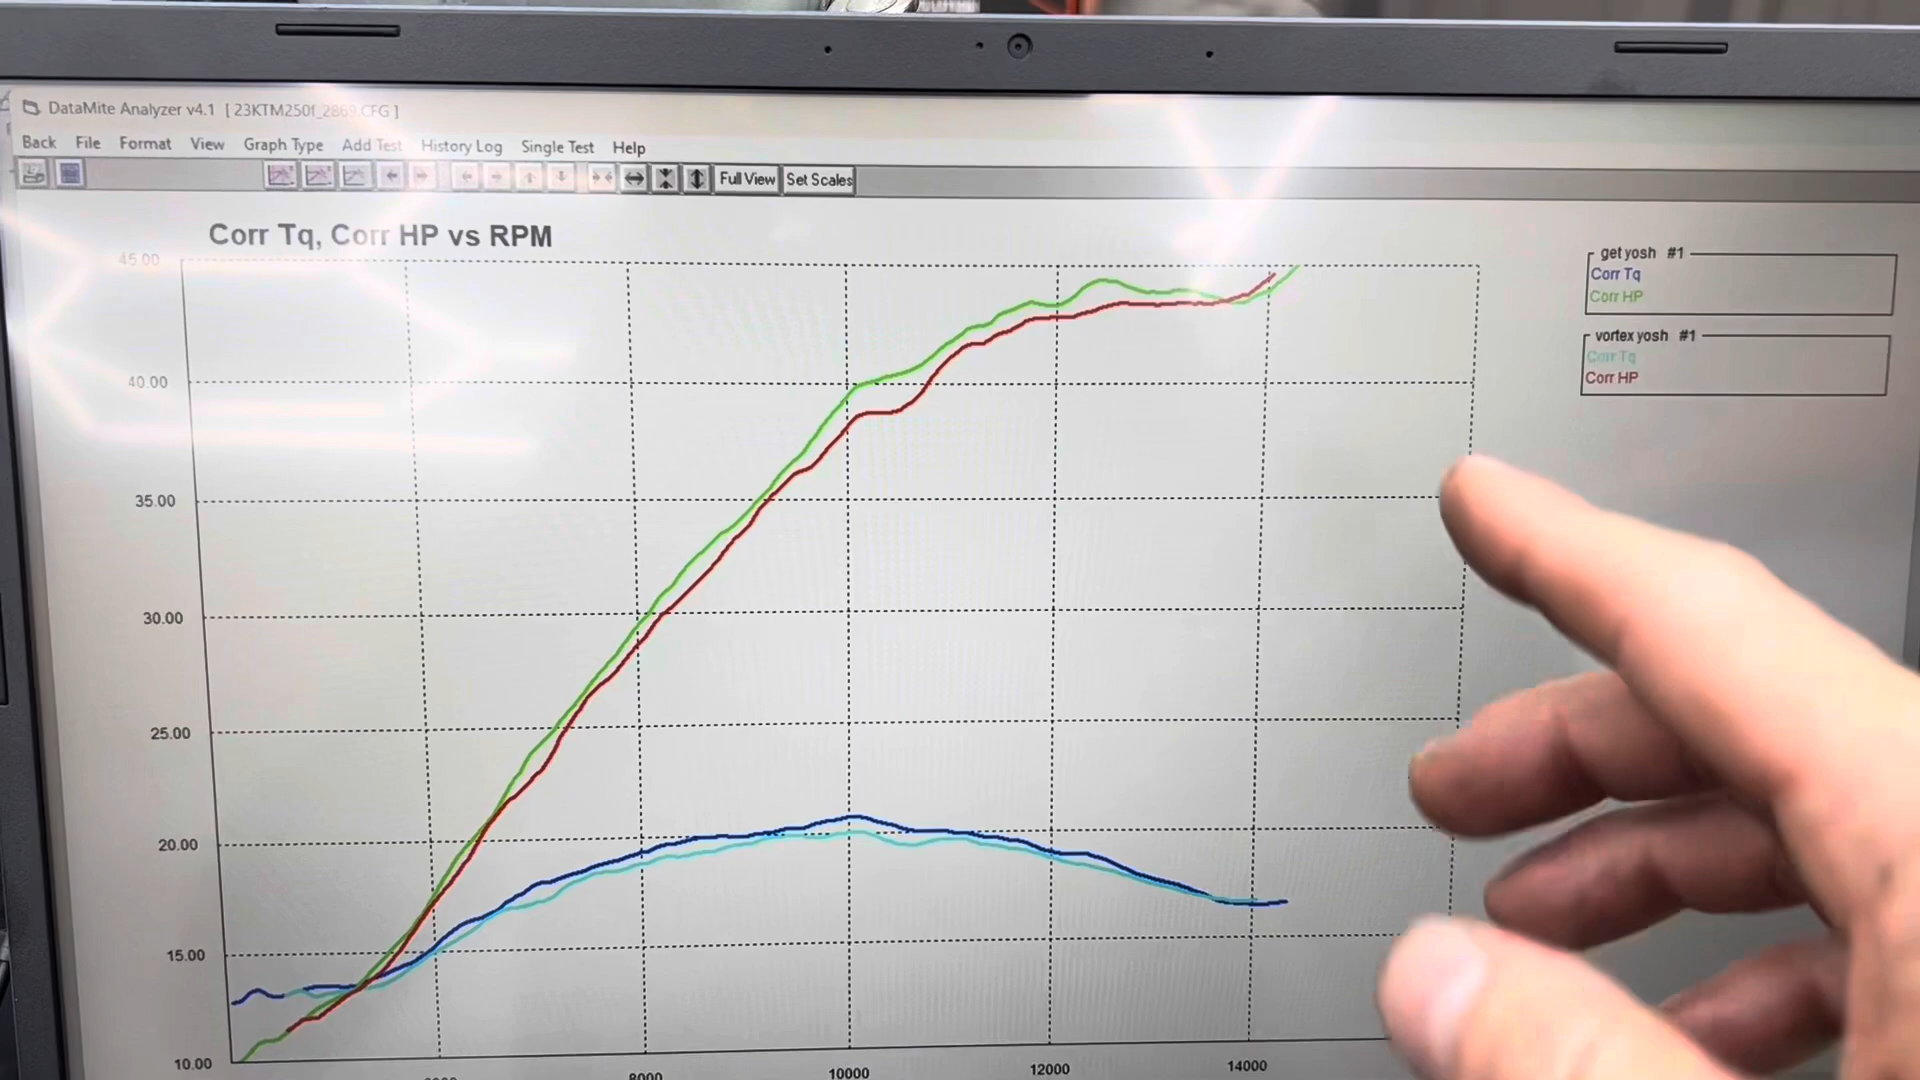 DataMite Analyzer v4.1 [ 23KTM250f_2869.CFG ]
Back File Format View Graph Type Add Test History Log Single Test Help
Full View Set Scales
Corr Tq, Corr HP vs RPM
45.00
40.00
35.00
30.00
25.00
20.00
15.00
10.00
8000 10000 12000 14000
get yosh #1
Corr Tq
Corr HP
vortex yosh #1
Corr Tq
Corr HP